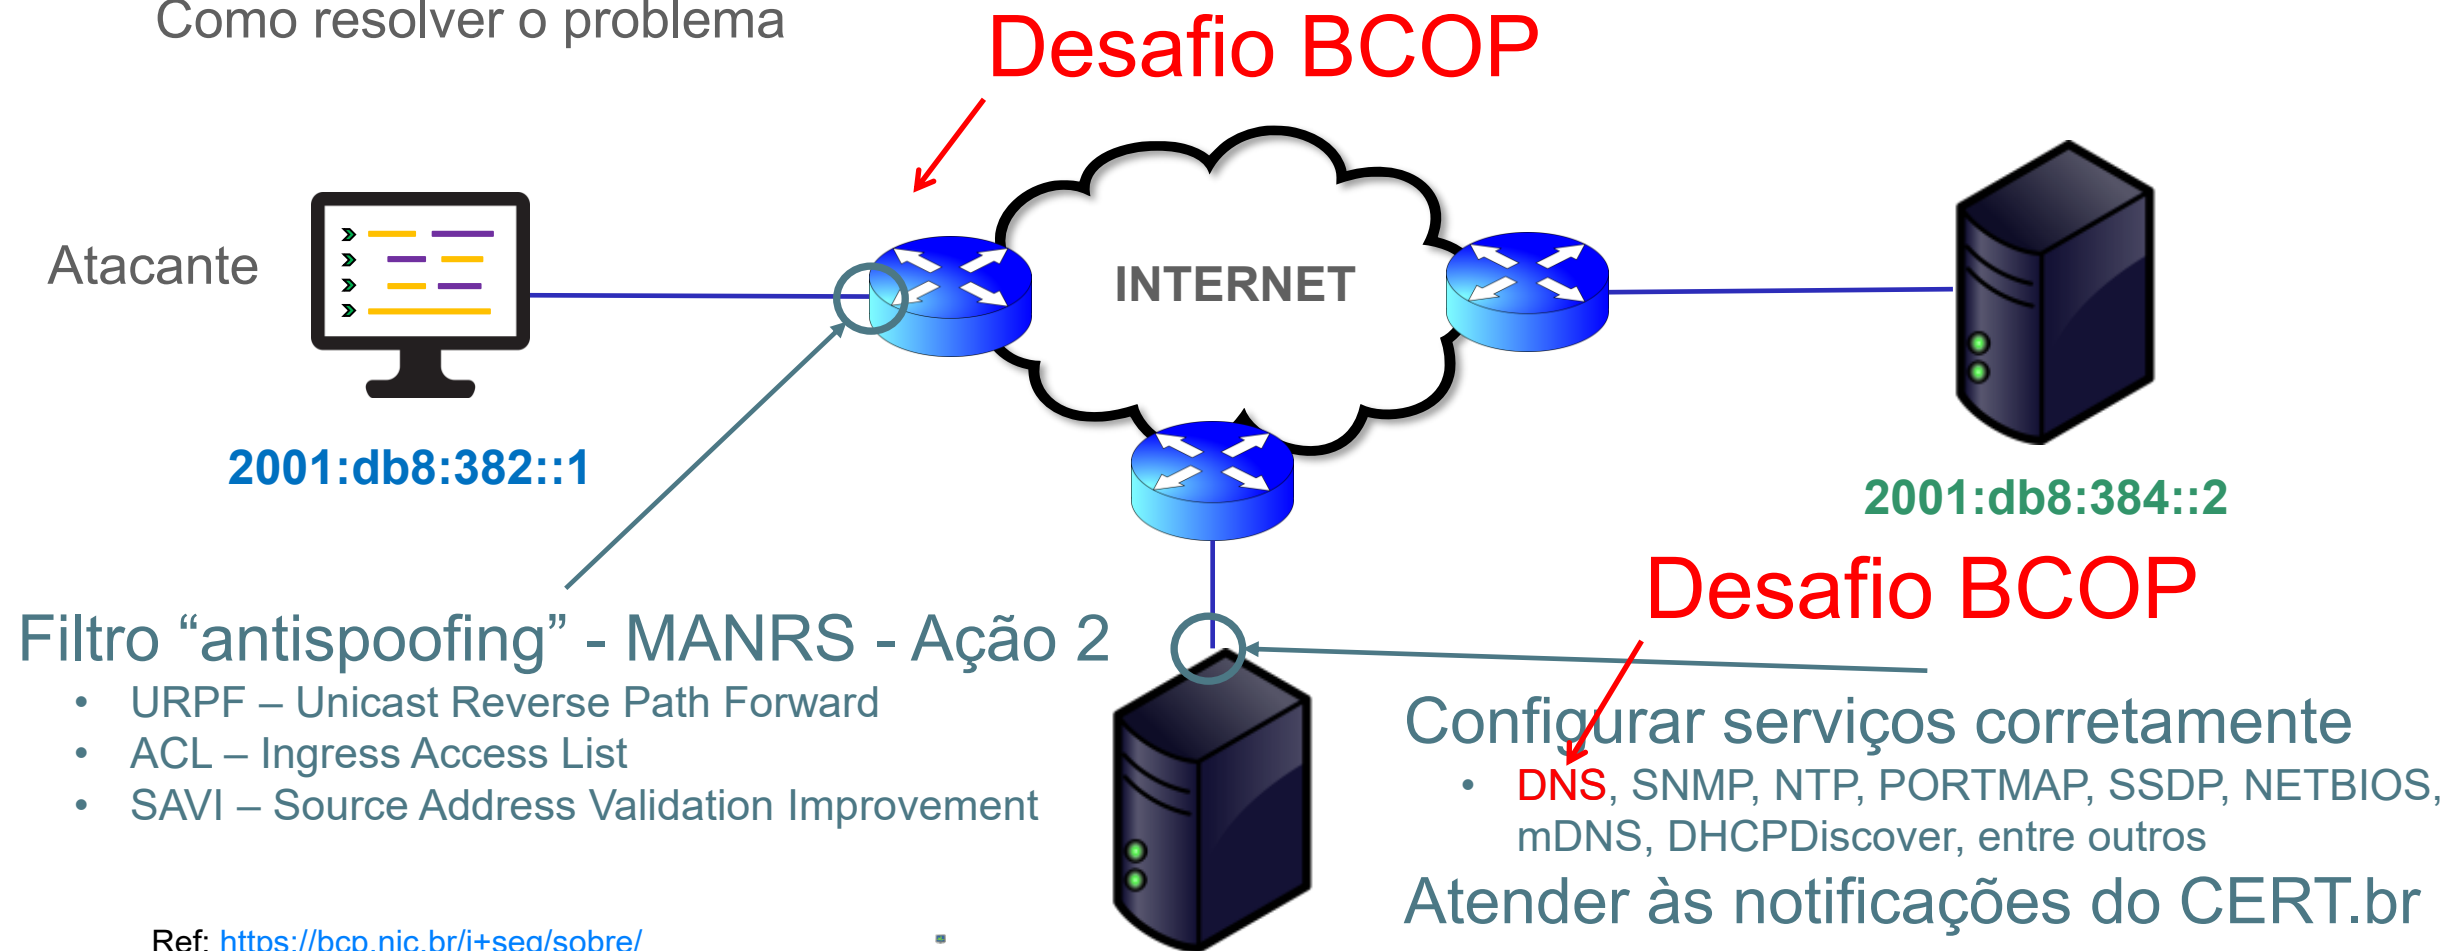 Como resolver o problema
Desafio BCOP
Atacante
INTERNET
2001:db8:382::1
2001:db8:384::2
Desafio BCOP
Filtro “antispoofing” - MANRS - Ação 2
• URPF – Unicast Reverse Path Forward
• ACL – Ingress Access List
• SAVI – Source Address Validation Improvement
Configurar serviços corretamente
• DNS, SNMP, NTP, PORTMAP, SSDP, NETBIOS,
mDNS, DHCPDiscover, entre outros
Atender às notificações do CERT.br
Ref: https://bcp.nic.br/i+seg/sobre/